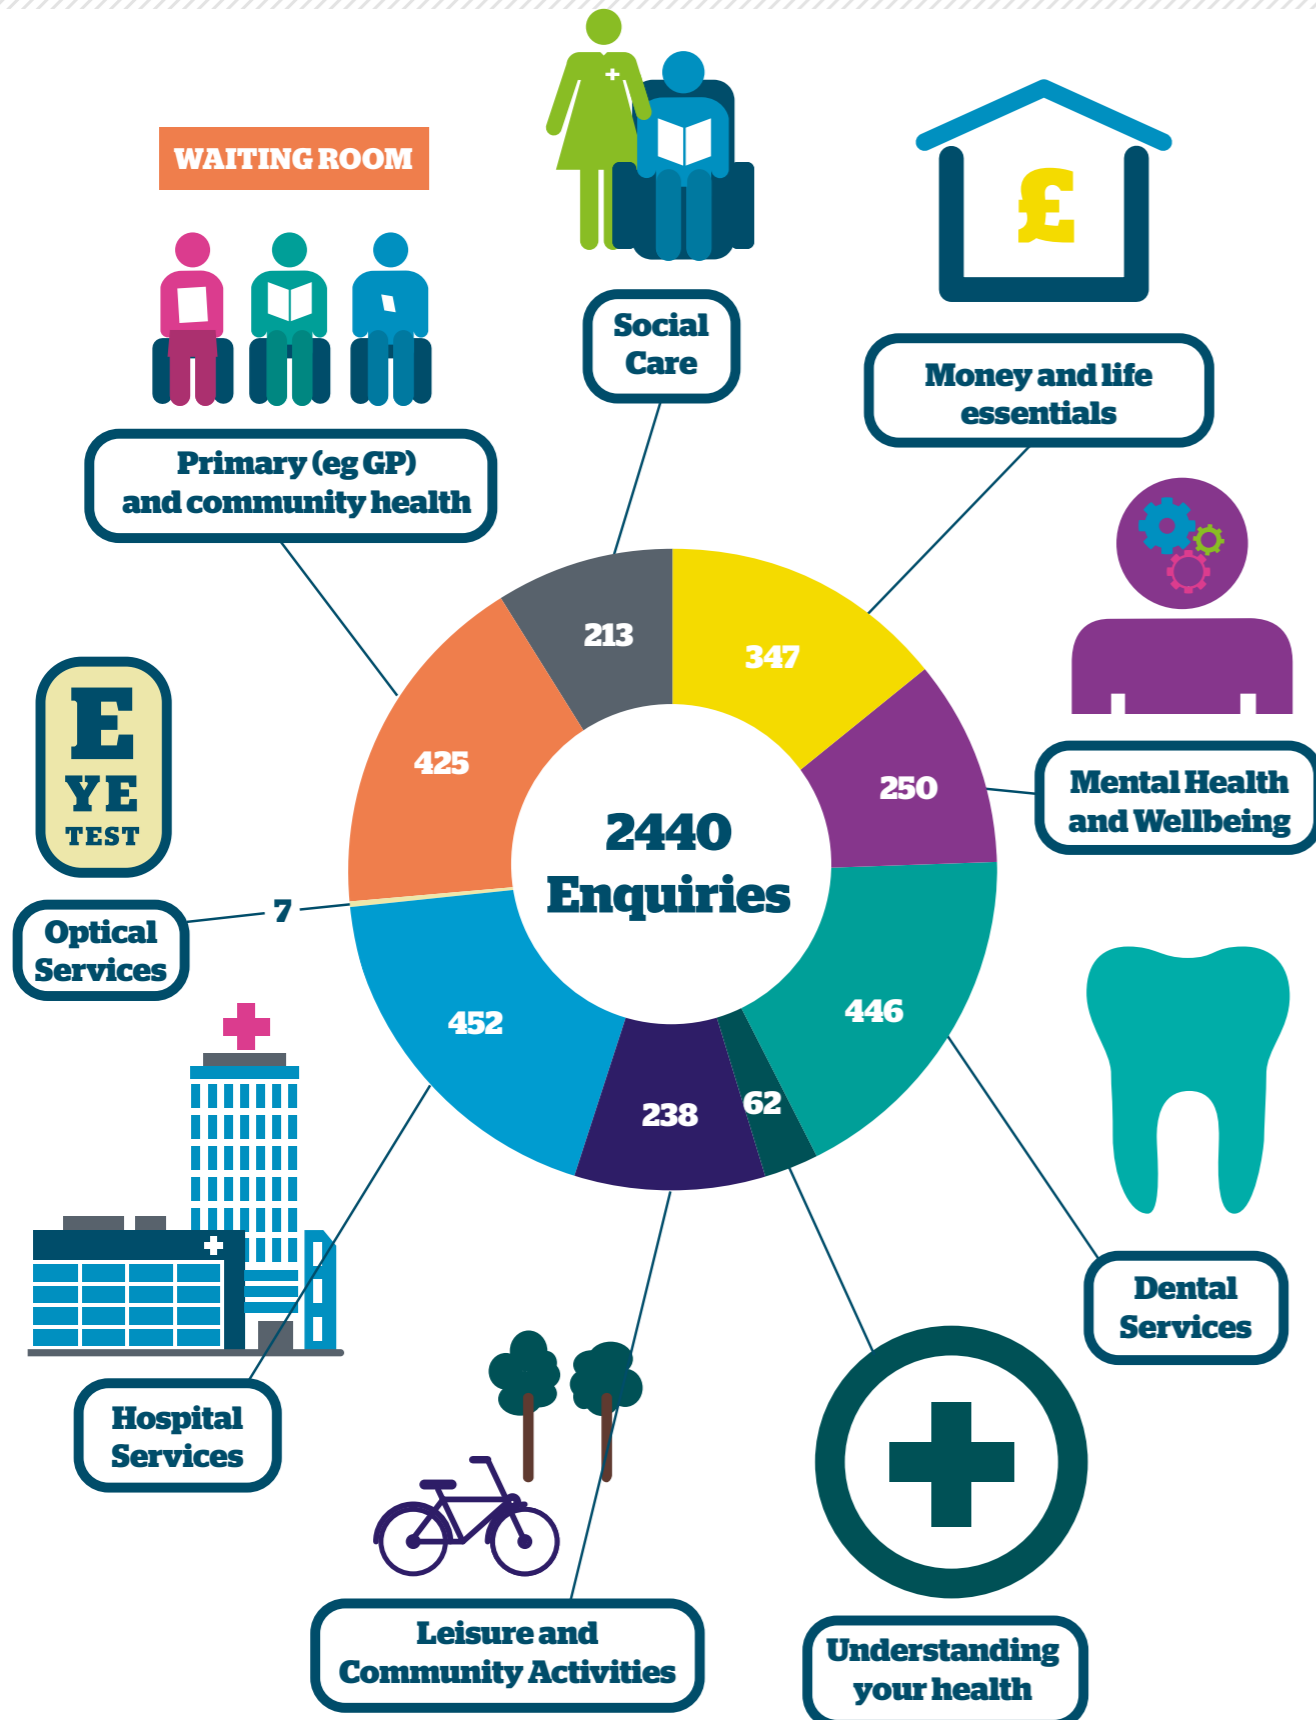 WAITING ROOM
Social
Care
£
Money and life
essentials
Primary (eg GP)
and community health
213
347
E
YE
TEST
425
250
Mental Health
and Wellbeing
2440
Enquiries
7
Optical
Services
452
446
238
62
Dental
Services
Hospital
Services
Leisure and
Community Activities
Understanding
your health